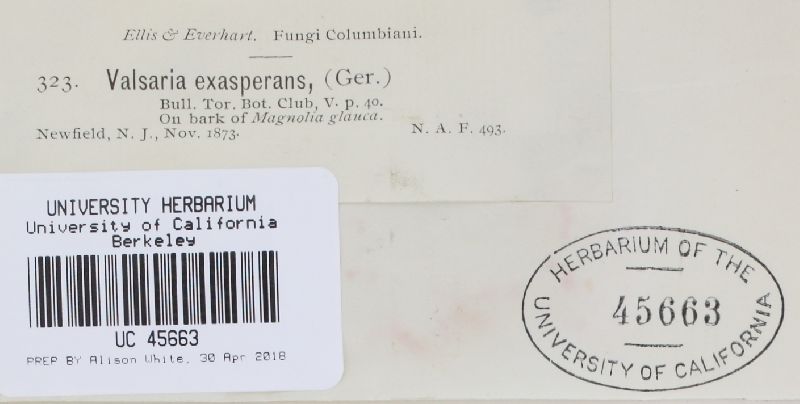 Ellis & Everhart. Fungi Columbiani.
323. Valsaria exasperans, (Ger.)
Bull. Tor. Bot. Club, V. p. 40.
On bark of Magnolia glauca.
Newfield, N. J., Nov. 1873. N. A. F. 493.
UNIVERSITY HERBARIUM
University of California
Berkeley
UC 45663
PREP BY Alison White, 30 Apr 2018
HERBARIUM OF THE
45663
UNIVERSITY OF CALIFORNIA